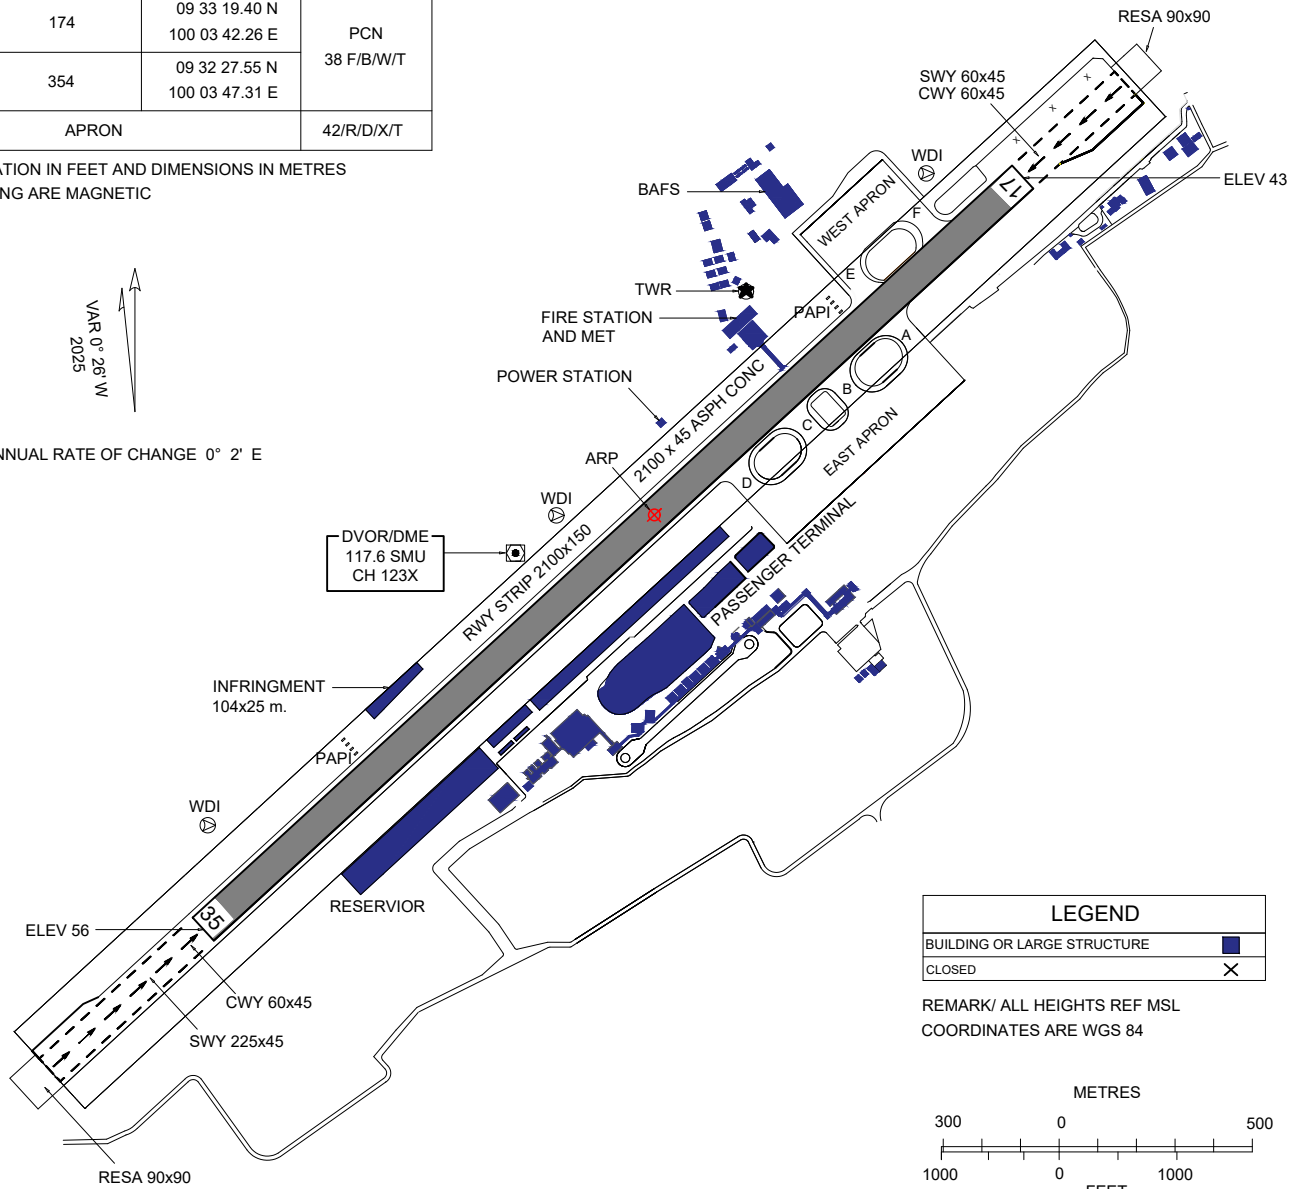 174
09 33 19.40 N
100 03 42.26 E
PCN
38 F/B/W/T
354
09 32 27.55 N
100 03 47.31 E
APRON
42/R/D/X/T
ATION IN FEET AND DIMENSIONS IN METRES
NG ARE MAGNETIC
VAR 0° 26' W
2025
NNUAL RATE OF CHANGE 0° 2' E
RESA 90x90
SWY 60x45
CWY 60x45
WDI
ELEV 43
17
BAFS
WEST APRON
F
E
TWR
PAPI
FIRE STATION
AND MET
A
B
C
D
POWER STATION
2100 x 45 ASPH CONC
EAST APRON
ARP
WDI
DVOR/DME
117.6 SMU
CH 123X
RWY STRIP 2100x150
PASSENGER TERMINAL
INFRINGMENT
104x25 m.
PAPI
WDI
RESERVIOR
35
ELEV 56
CWY 60x45
SWY 225x45
RESA 90x90
LEGEND
BUILDING OR LARGE STRUCTURE
CLOSED
REMARK/ ALL HEIGHTS REF MSL
COORDINATES ARE WGS 84
METRES
300 0 500
1000 0 1000
FEET